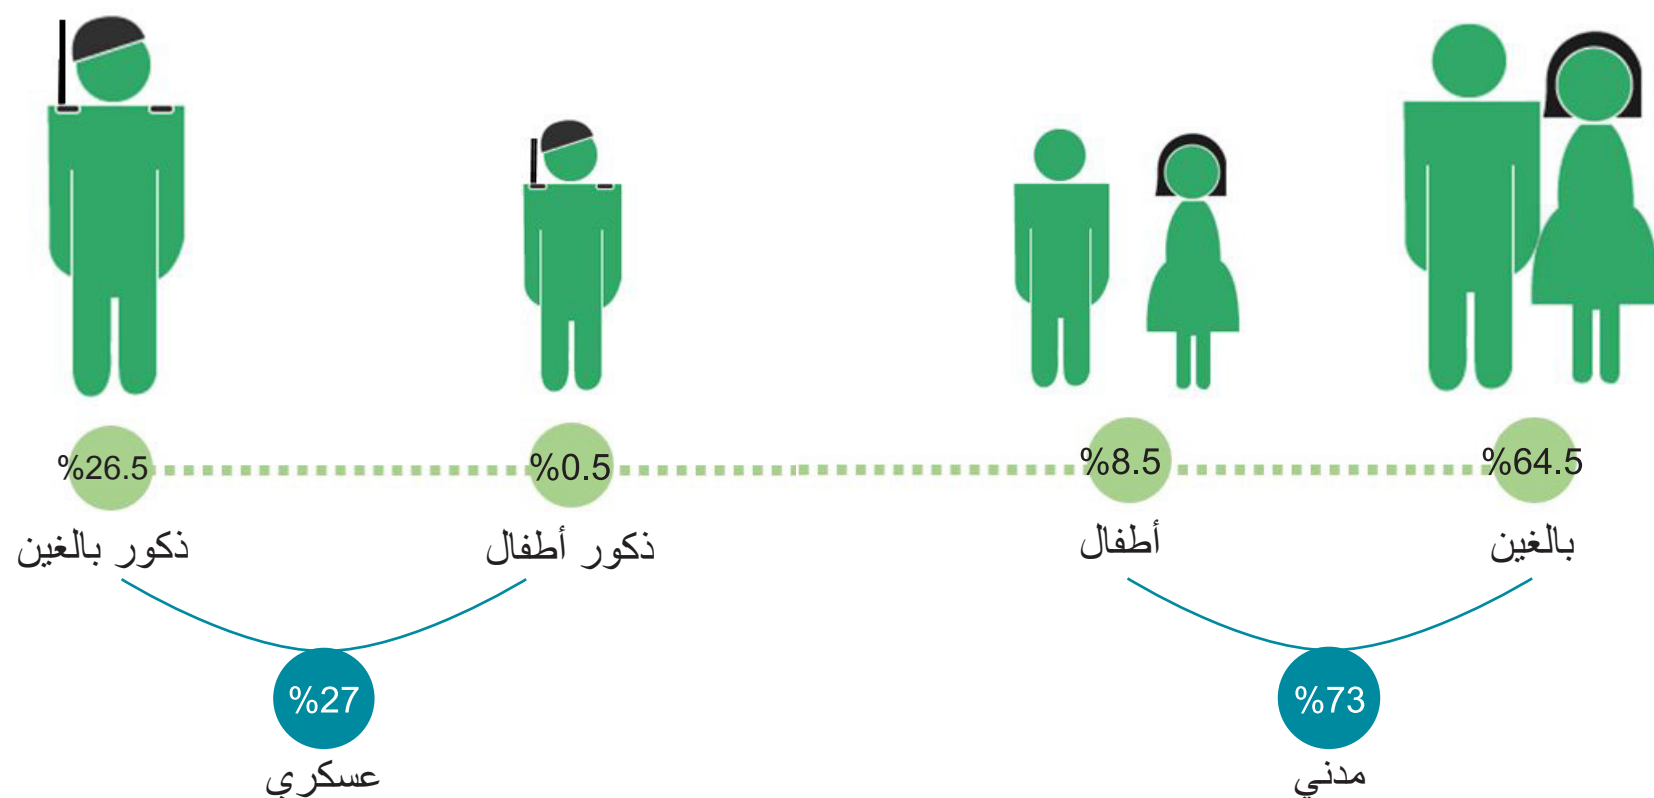 %64.5
%8.5
%0.5
%26.5
بالغين
أطفال
ذكور أطفال
ذكور بالغين
%73
%27
مدني
عسكري